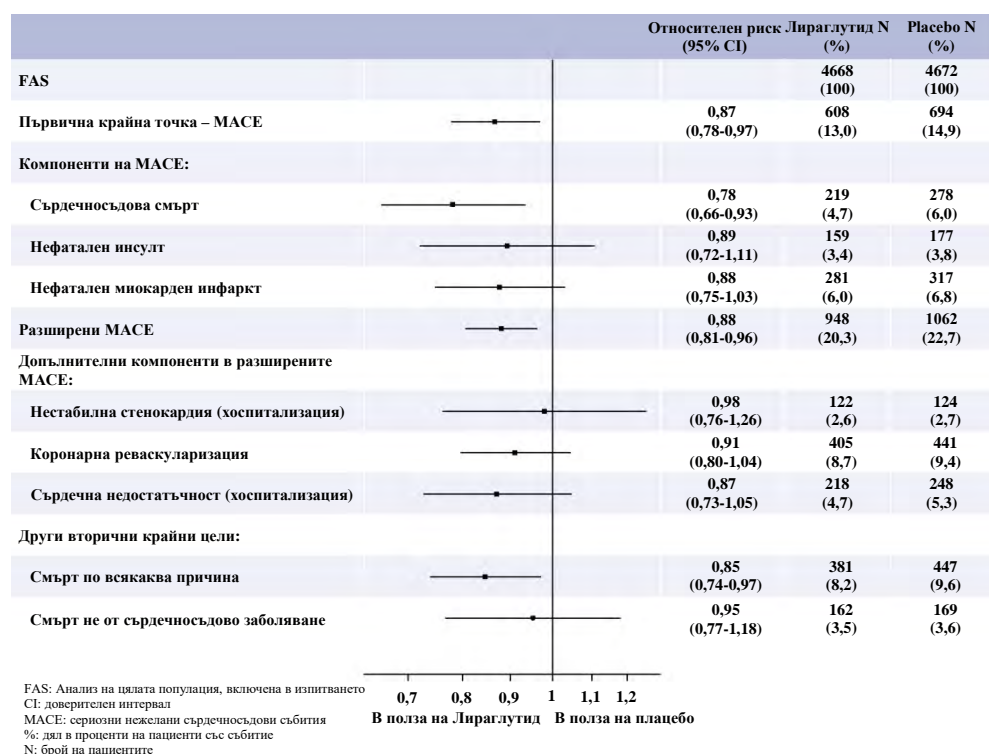 Относителен риск Лираглутид N Placebo N
(95% CI) (%) (%)
FAS 4668 4672
(100) (100)
Първична крайна точка – MACE 0,87 608 694
(0,78-0,97) (13,0) (14,9)
Компоненти на MACE:
Сърдечносъдова смърт 0,78 219 278
(0,66-0,93) (4,7) (6,0)
Нефатален инсулт 0,89 159 177
(0,72-1,11) (3,4) (3,8)
Нефатален миокарден инфаркт 0,88 281 317
(0,75-1,03) (6,0) (6,8)
Разширени MACE 0,88 948 1062
(0,81-0,96) (20,3) (22,7)
Допълнителни компоненти в разширените
MACE:
Нестабилна стенокардия (хоспитализация) 0,98 122 124
(0,76-1,26) (2,6) (2,7)
Коронарна реваскуларизация 0,91 405 441
(0,80-1,04) (8,7) (9,4)
Сърдечна недостатъчност (хоспитализация) 0,87 218 248
(0,73-1,05) (4,7) (5,3)
Други вторични крайни цели:
Смърт по всякаква причина 0,85 381 447
(0,74-0,97) (8,2) (9,6)
Смърт не от сърдечносъдово заболяване 0,95 162 169
(0,77-1,18) (3,5) (3,6)
0,7 0,8 0,9 1 1,1 1,2
В полза на Лираглутид В полза на плацебо
FAS: Анализ на цялата популация, включена в изпитването
CI: доверителен интервал
MACE: сериозни нежелани сърдечносъдови събития
%: дял в проценти на пациенти със събитие
N: брой на пациентите